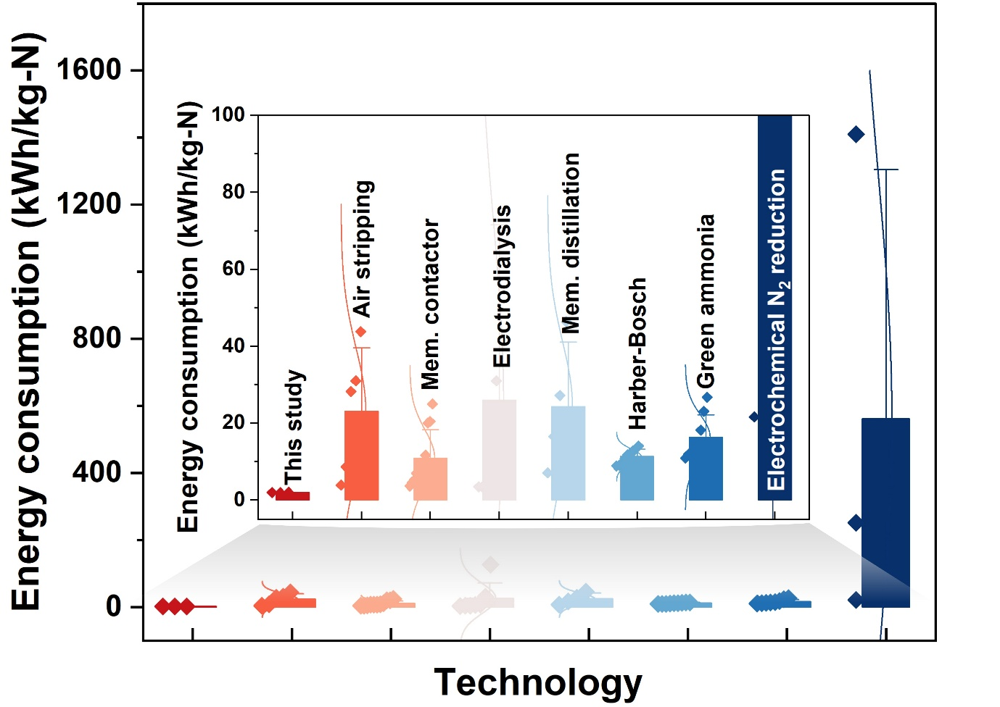 Energy consumption (kWh/kg-N)
1600
1200
800
400
0
Energy consumption (kWh/kg-N)
100
80
60
40
20
0
This study
Air stripping
Mem. contactor
Electrodialysis
Mem. distillation
Harber-Bosch
Green ammonia
Electrochemical N₂ reduction
Technology